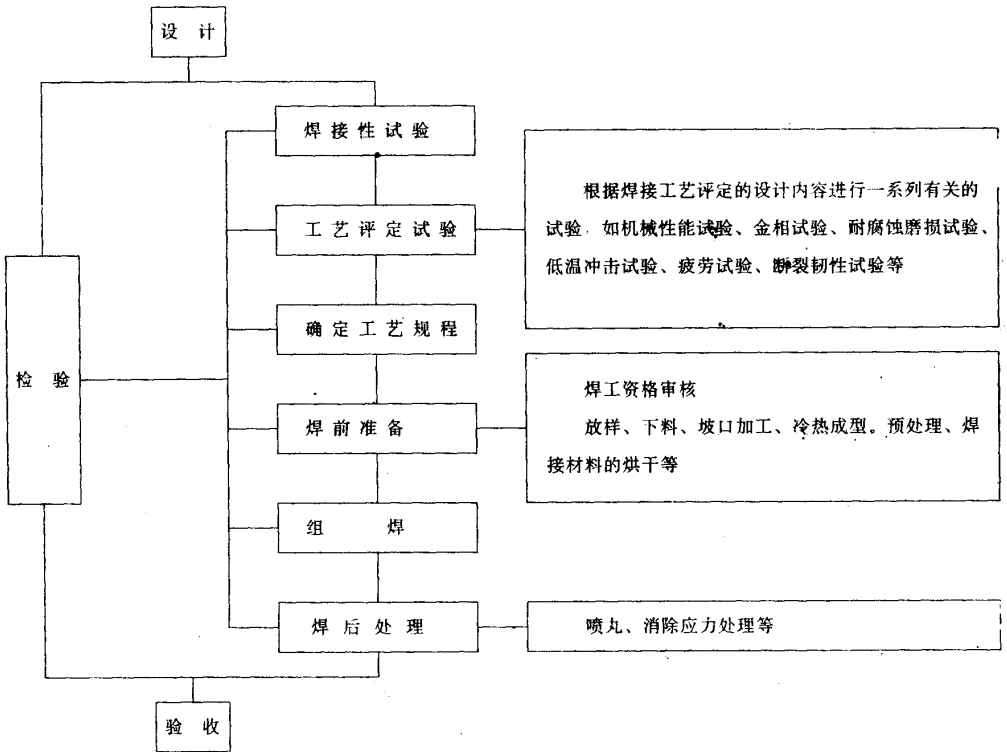 设 计
焊 接 性 试 验
工 艺 评 定 试 验
根据焊接工艺评定的设计内容进行一系列有关的
试验 如机械性能试验、金相试验、耐腐蚀磨损试验、
低温冲击试验、疲劳试验、断裂韧性试验等
确 定 工 艺 规 程
检 验
焊 前 准 备
焊工资格审核
放样、下料、坡口加工、冷热成型。预处理、焊
接材料的烘干等
组 焊
焊 后 处 理
喷丸、消除应力处理等
验 收